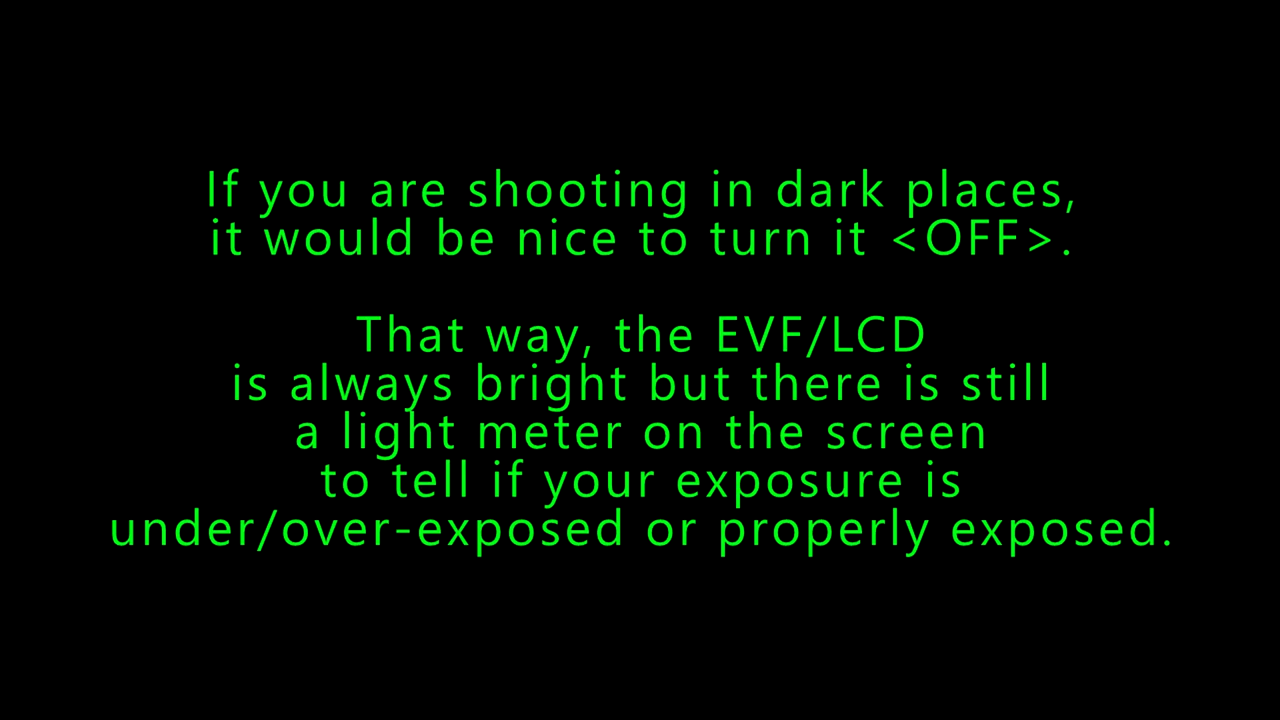 If you are shooting in dark places,
it would be nice to turn it <OFF>.
That way, the EVF/LCD
is always bright but there is still
a light meter on the screen
to tell if your exposure is
under/over-exposed or properly exposed.